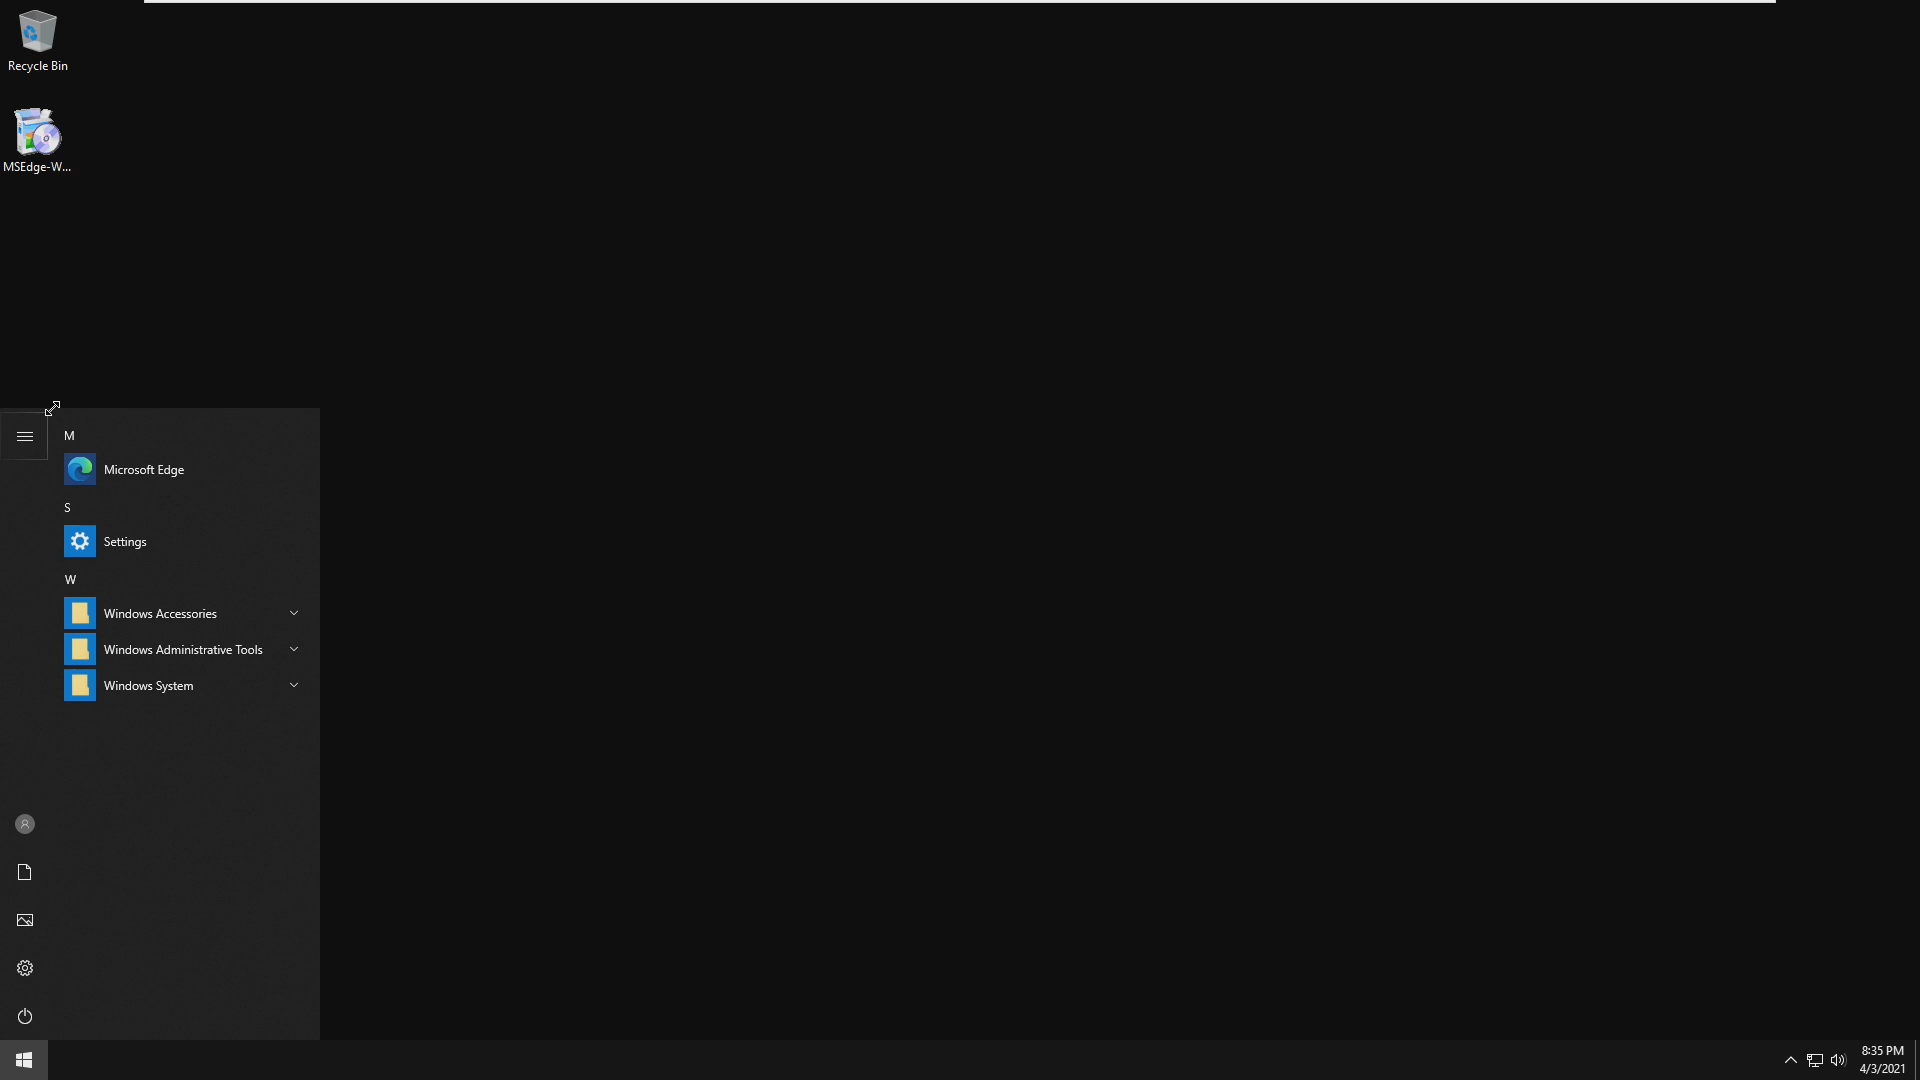 Recycle Bin
MSEdge-W...
M
Microsoft Edge
S
Settings
W
Windows Accessories
Windows Administrative Tools
Windows System
8:35 PM
4/3/2021